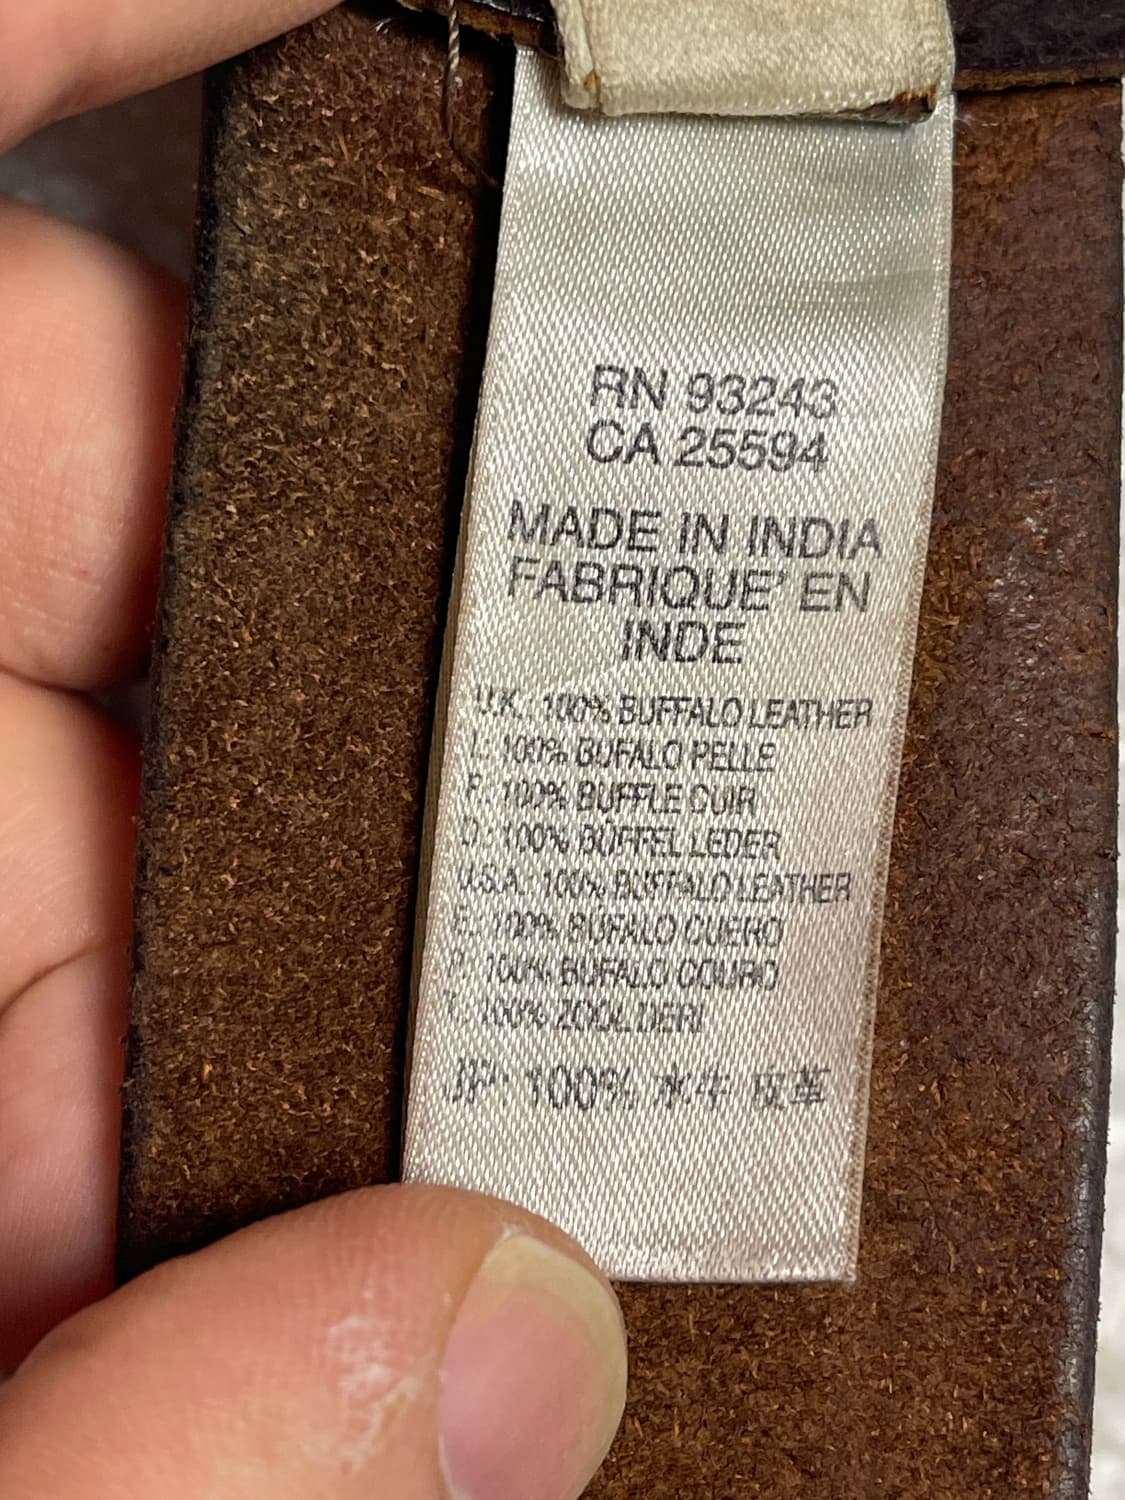 RN 93243
CA 25594
MADE IN INDIA
FABRIQUE' EN
INDE
U.K.: 100% BUFFALO LEATHER
I.: 100% BUFALO PELLE
F.: 100% BUFFLE CUIR
D.: 100% BUFFEL LEDER
U.S.A.: 100% BUFFALO LEATHER
E.: 100% BUFALO CUERO
P.: 100% BUFALO COURO
T.: 100% ZOOL DERI
JP: 100% 水牛 皮革